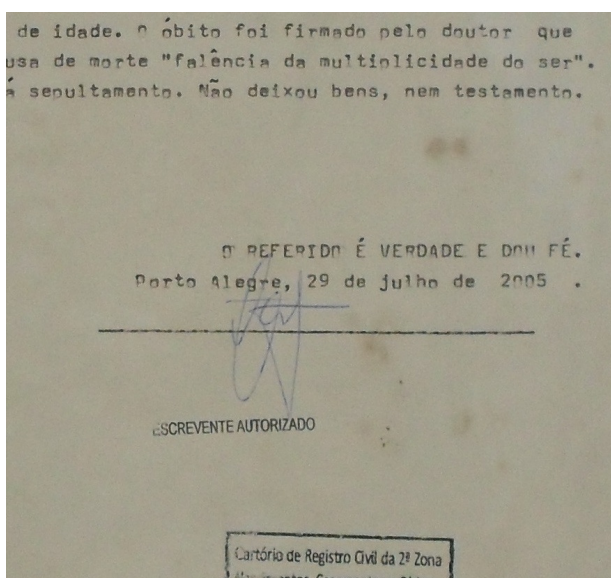 de idade. O óbito foi firmado pelo doutor que
usa de morte "falência da multiplicidade do ser".
á sepultamento. Não deixou bens, nem testamento.
O REFERIDO É VERDADE E DOU FÉ.
Porto Alegre, 29 de julho de 2005 .
ESCREVENTE AUTORIZADO
Cartório de Registro Civil da 2ª Zona